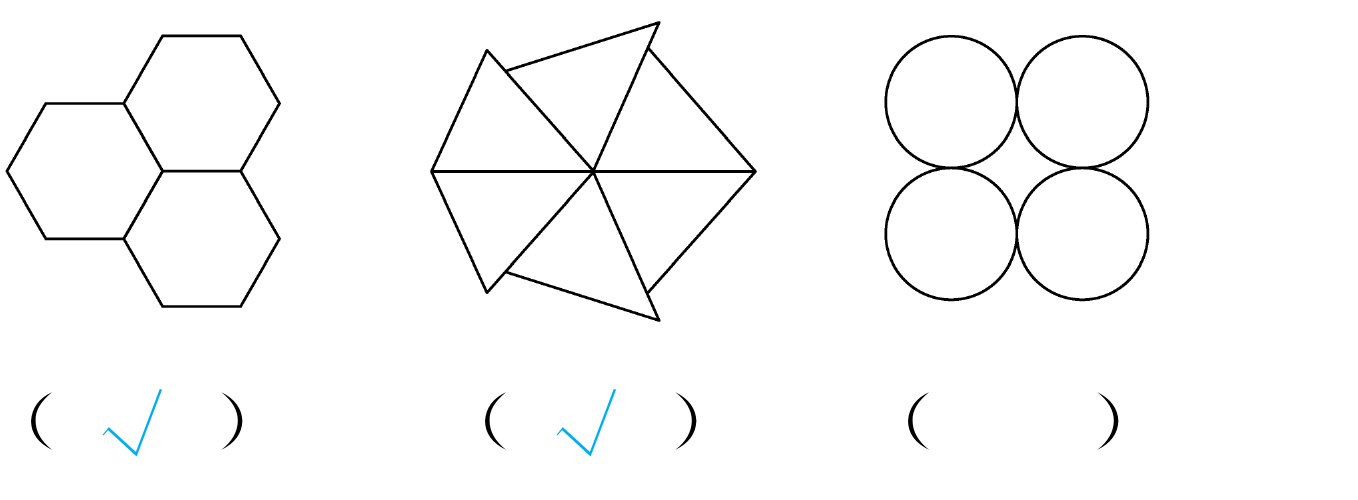 ( √ ) ( √ ) ( )